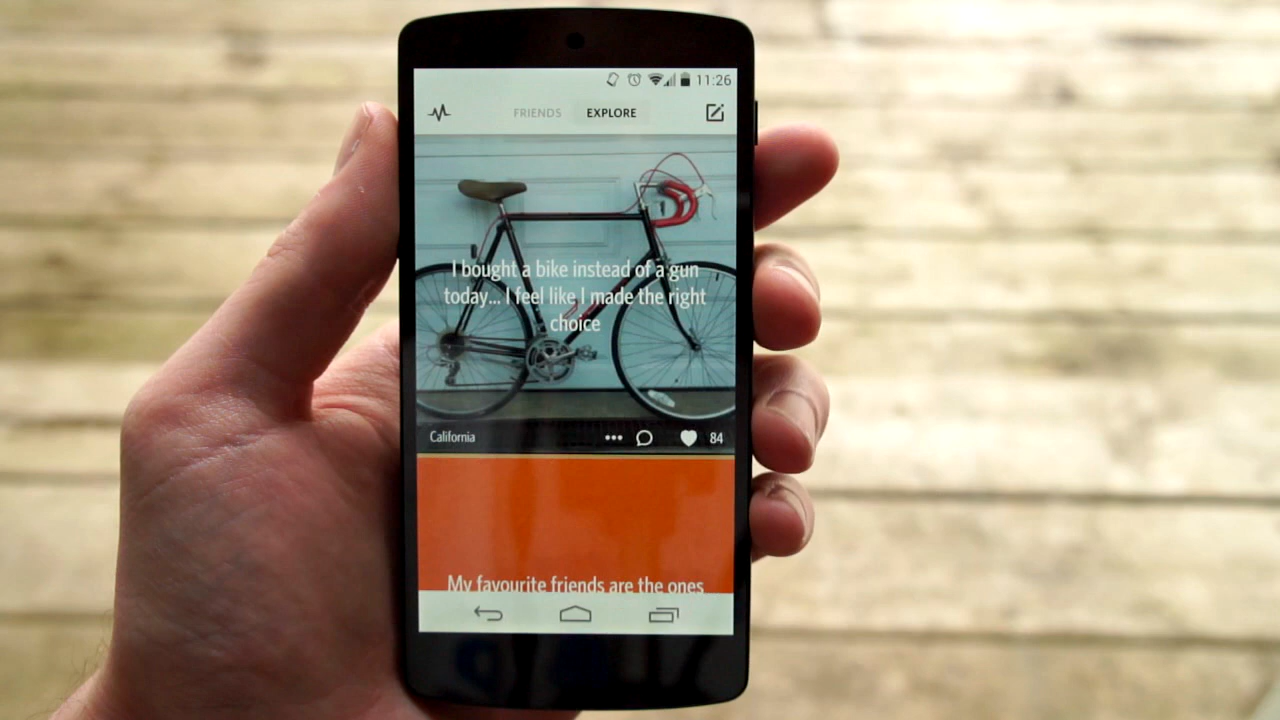 11:26
FRIENDS EXPLORE
I bought a bike instead of a gun
today... I feel like I made the right
choice
California 84
My favourite friends are the ones